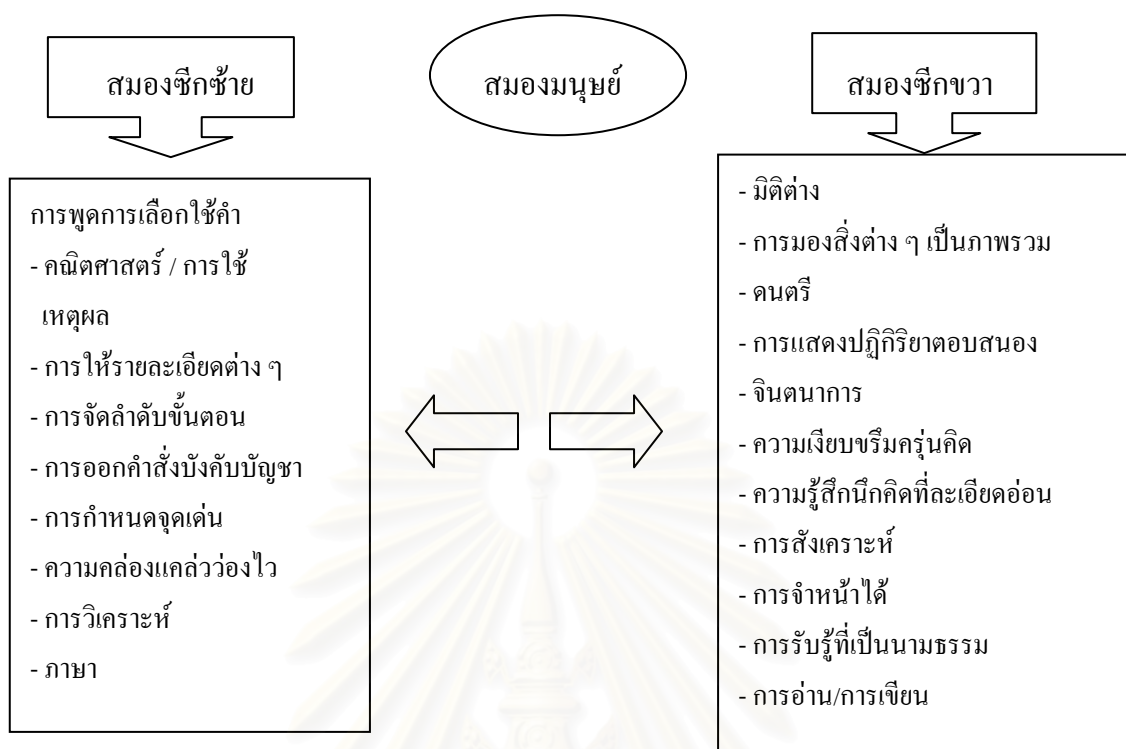 สมองซีกซ้าย
สมองมนุษย์
สมองซีกขวา
การพูดการเลือกใช้คำ
- คณิตศาสตร์ / การใช้
เหตุผล
- การให้รายละเอียดต่าง ๆ
- การจัดลำดับขั้นตอน
- การออกคำสั่งบังคับบัญชา
- การกำหนดจุดเด่น
- ความคล่องแคล่วว่องไว
- การวิเคราะห์
- ภาษา
- มิติต่าง
- การมองสิ่งต่าง ๆ เป็นภาพรวม
- ดนตรี
- การแสดงปฏิกิริยาตอบสนอง
- จินตนาการ
- ความเงียบขรึมครุ่นคิด
- ความรู้สึกนึกคิดที่ละเอียดอ่อน
- การสังเคราะห์
- การจำหน้าได้
- การรับรู้ที่เป็นนามธรรม
- การอ่าน/การเขียน